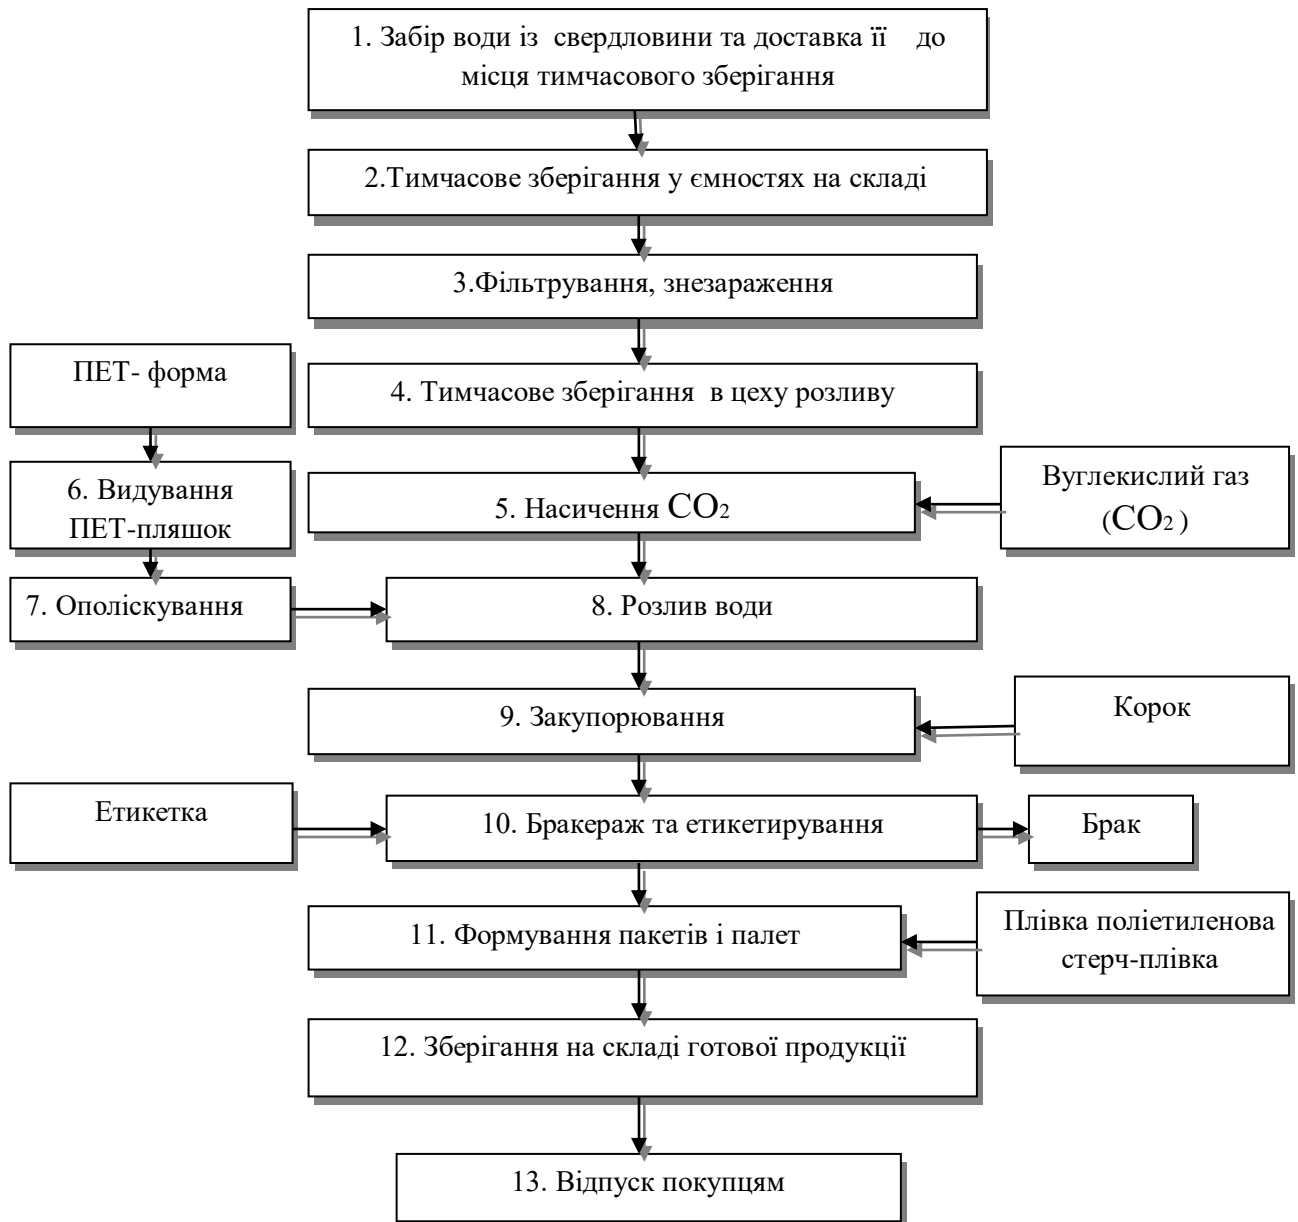 1. Забір води із свердловини та доставка її до
місця тимчасового зберігання
2.Тимчасове зберігання у ємностях на складі
3.Фільтрування, знезараження
ПЕТ- форма
4. Тимчасове зберігання в цеху розливу
6. Видування
ПЕТ-пляшок
5. Насичення CO2
Вуглекислий газ
(CO2 )
7. Ополіскування
8. Розлив води
9. Закупорювання
Корок
Етикетка
10. Бракераж та етикетирування
Брак
11. Формування пакетів і палет
Плівка поліетиленова
стерч-плівка
12. Зберігання на складі готової продукції
13. Відпуск покупцям